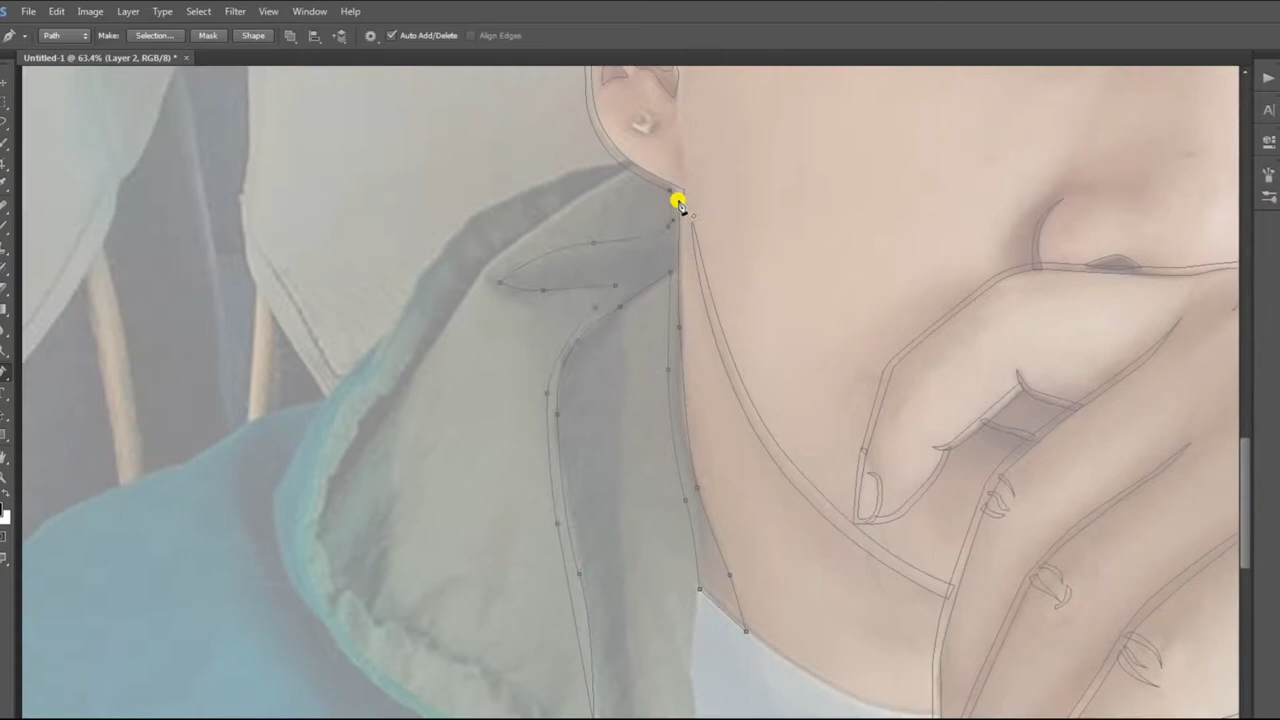 File Edit Image Layer Type Select Filter View Window Help
Path Make: Selection... Mask Shape Auto Add/Delete Align Edges
Untitled-1 @ 63.4% (Layer 2, RGB/8) * ×